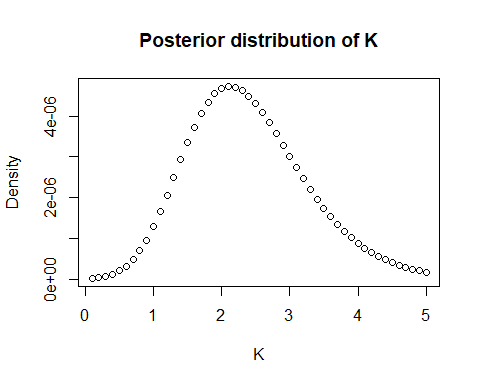 Posterior distribution of K
Density
4e-06
2e-06
0e+00
0 1 2 3 4 5
K